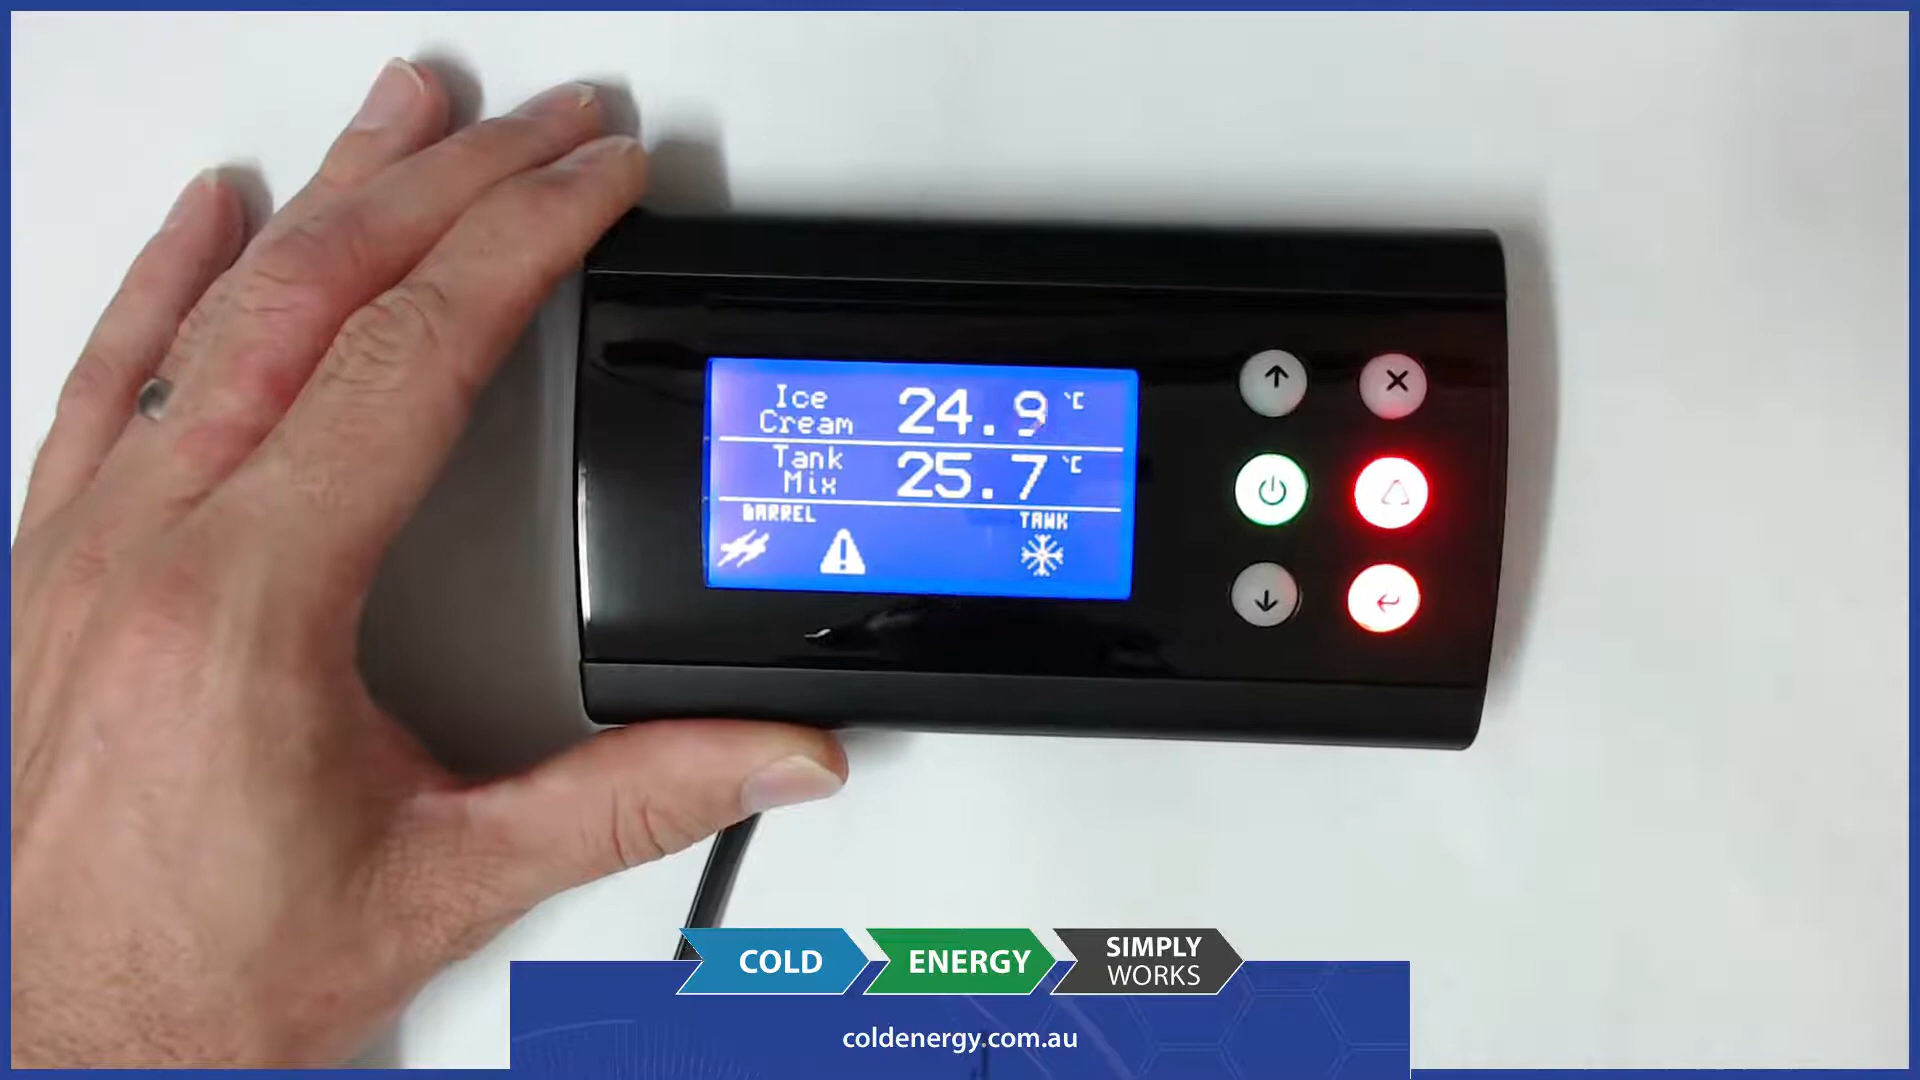 Ice
Cream 24.9 °C
Tank
Mix 25.7 °C
BARREL TANK
COLD ENERGY SIMPLY
WORKS
coldenergy.com.au